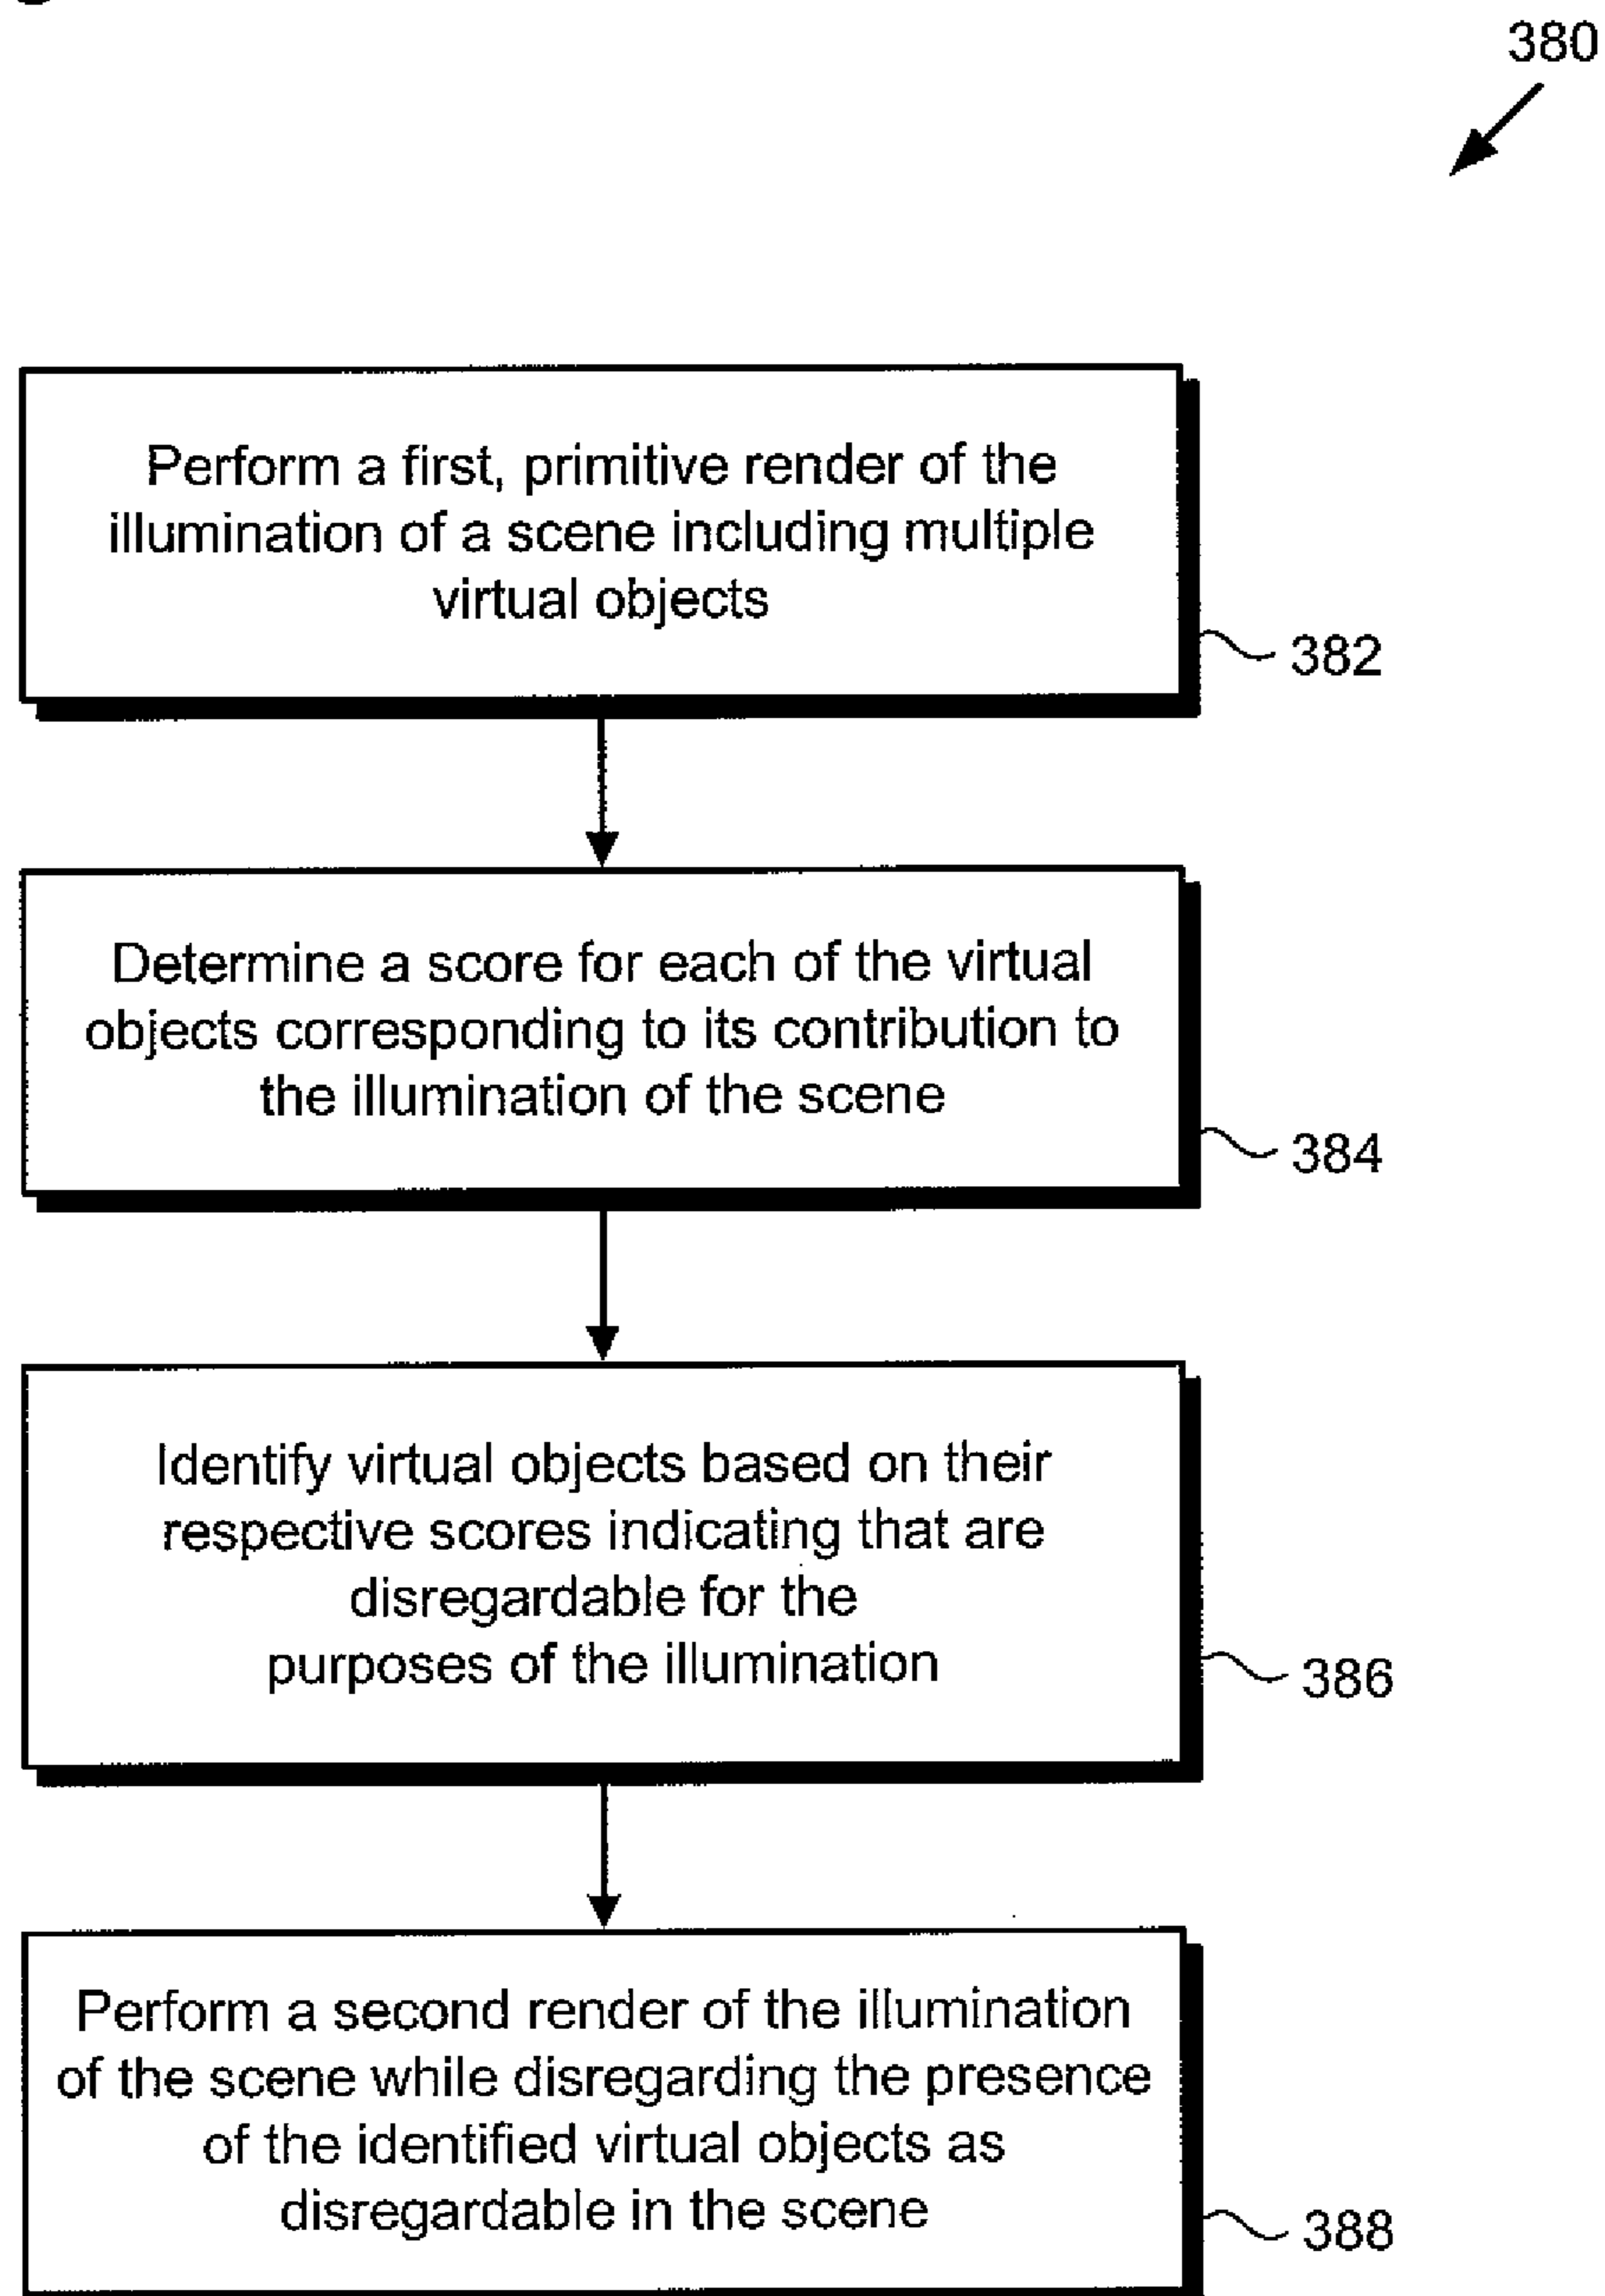 380
Perform a first, primitive render of the
illumination of a scene including multiple
virtual objects
382
Determine a score for each of the virtual
objects corresponding to its contribution to
the illumination of the scene
384
Identify virtual objects based on their
respective scores indicating that are
disregardable for the
purposes of the illumination
386
Perform a second render of the illumination
of the scene while disregarding the presence
of the identified virtual objects as
disregardable in the scene
388